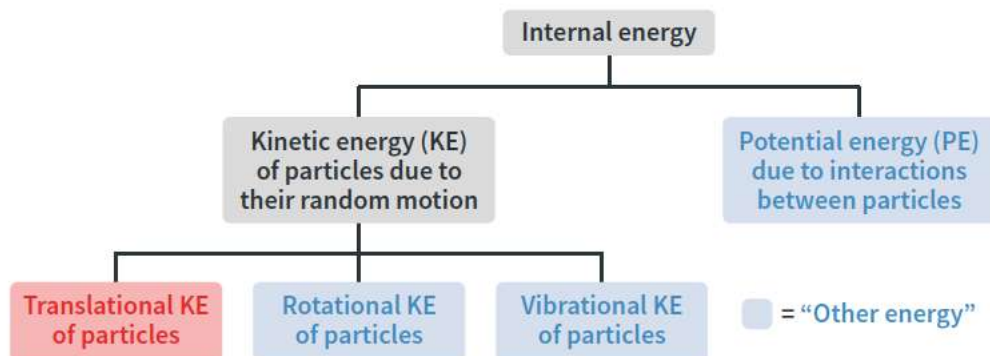 Internal energy
Kinetic energy (KE)
of particles due to
their random motion
Potential energy (PE)
due to interactions
between particles
Translational KE
of particles
Rotational KE
of particles
Vibrational KE
of particles
= “Other energy”